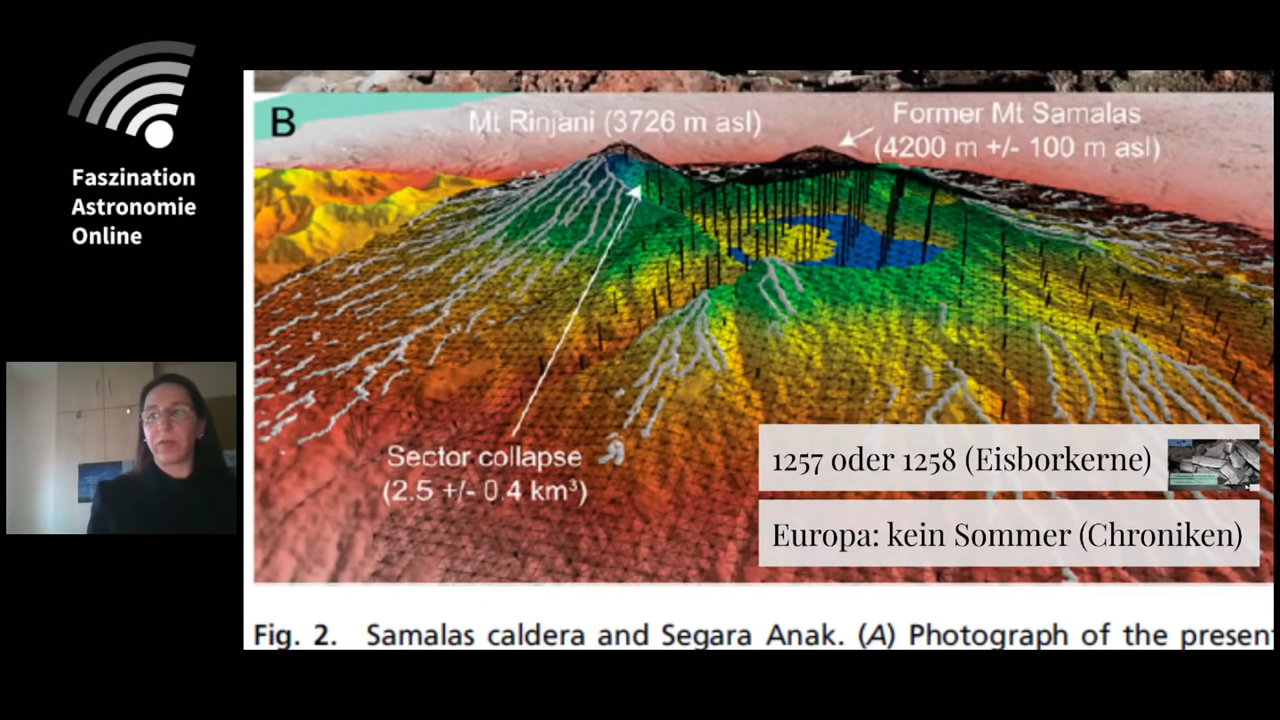 Faszination
Astronomie
Online
B
Mt Rinjani (3726 m asl)
Former Mt Samalas
(4200 m +/- 100 m asl)
Sector collapse
(2.5 +/- 0.4 km³)
1257 oder 1258 (Eisborkerne)
Europa: kein Sommer (Chroniken)
Fig. 2. Samalas caldera and Segara Anak. (A) Photograph of the present